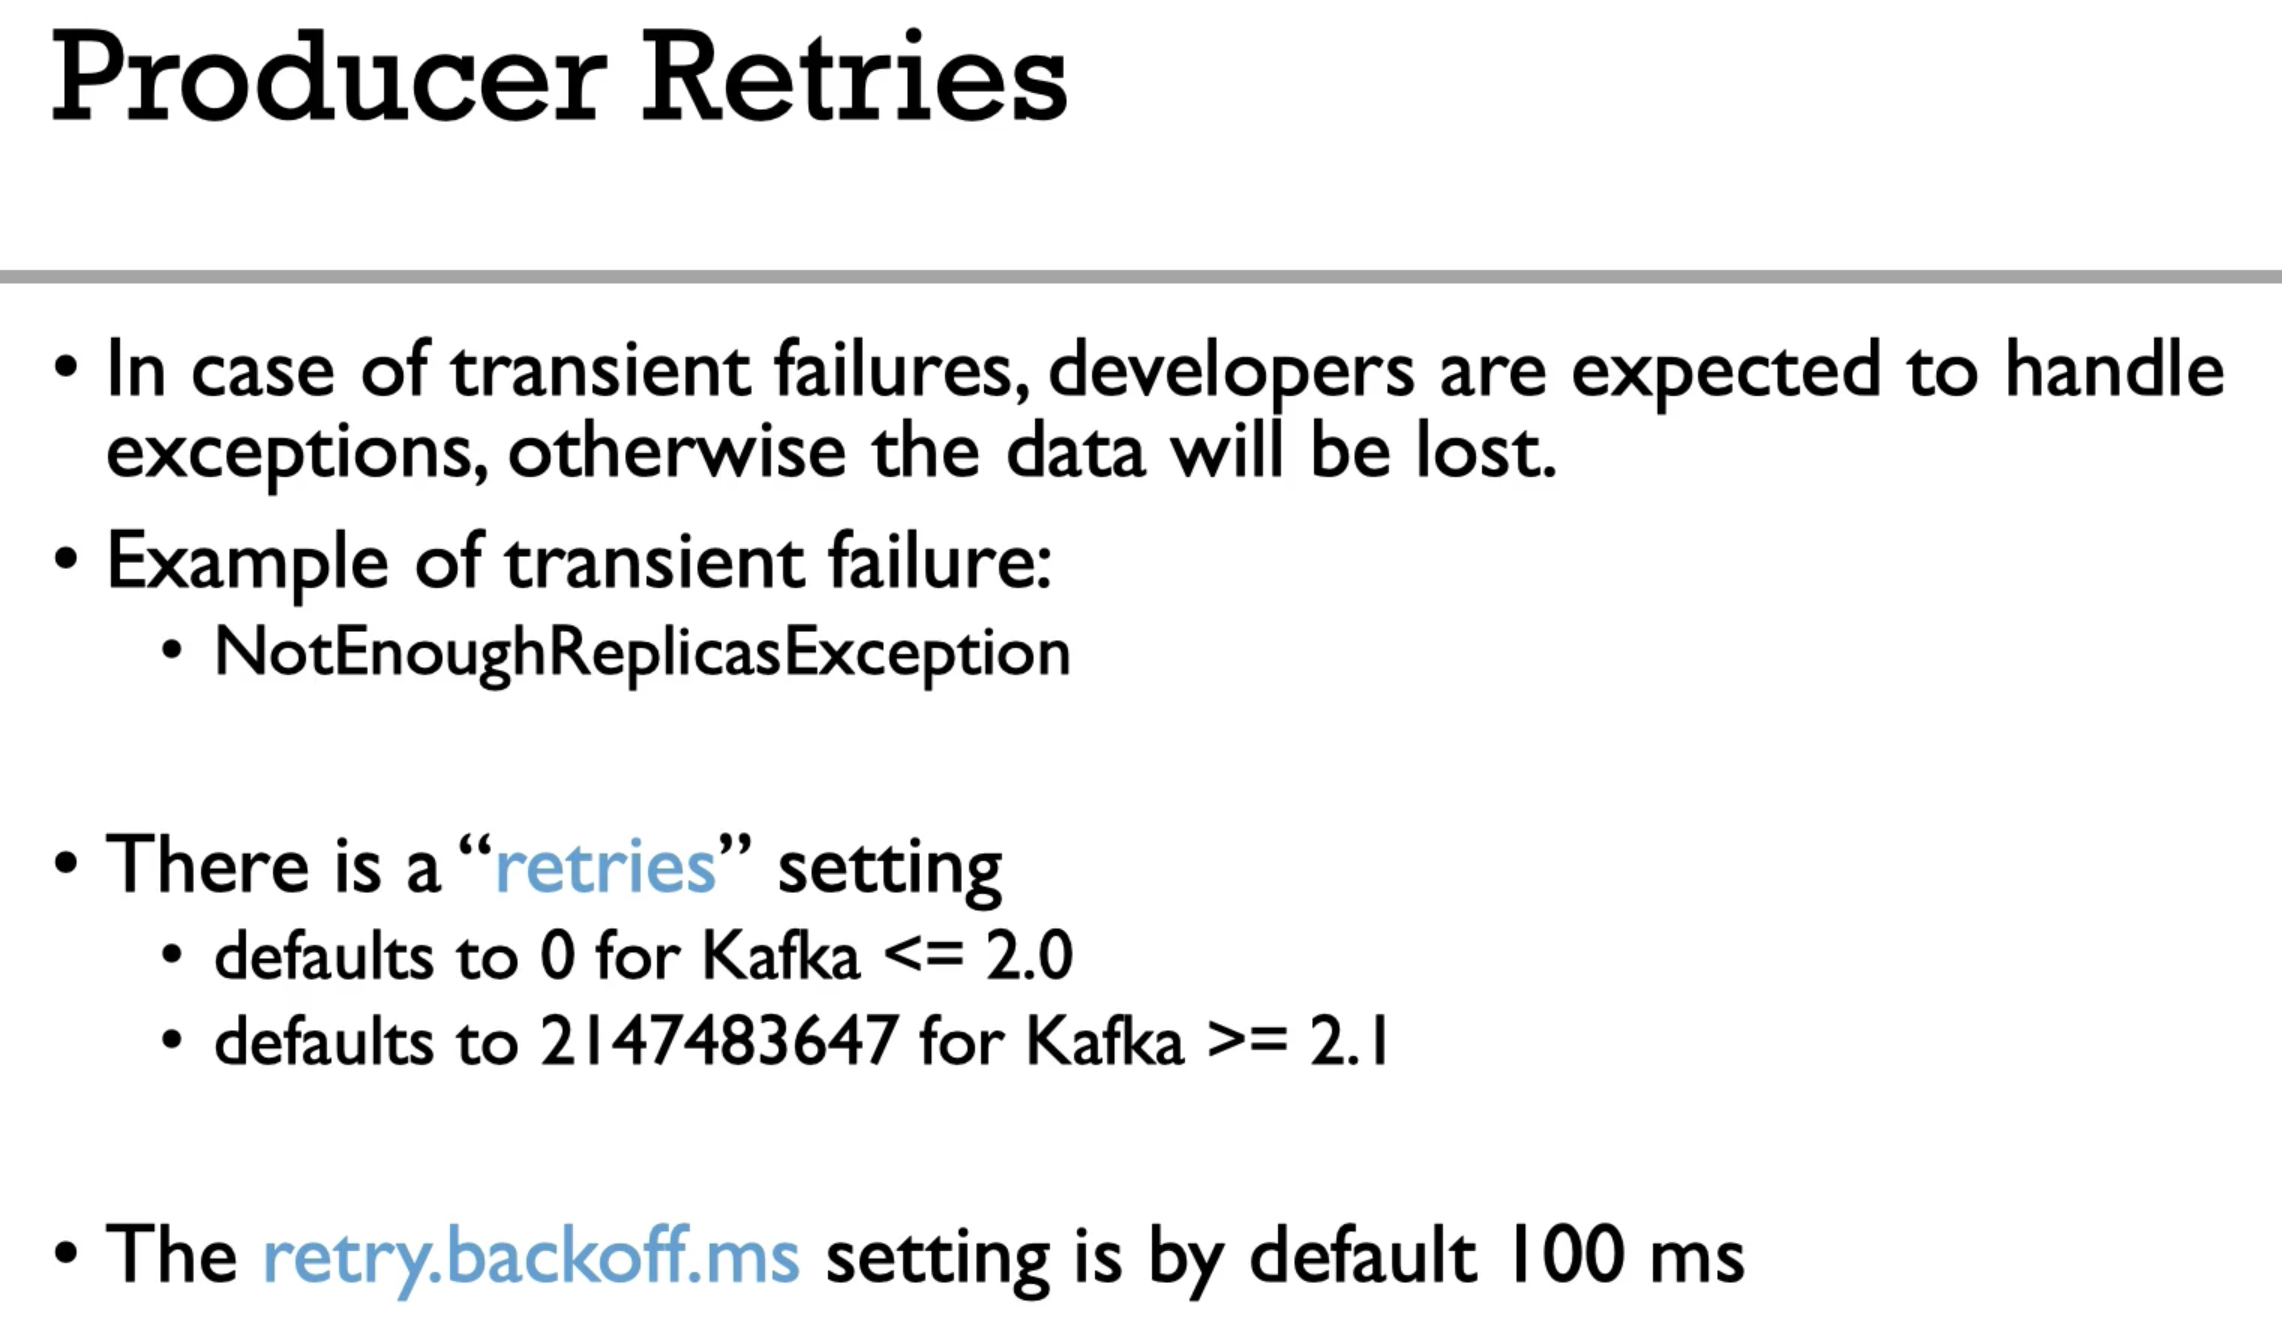 Producer Retries
• In case of transient failures, developers are expected to handle
exceptions, otherwise the data will be lost.
• Example of transient failure:
• NotEnoughReplicasException
• There is a “retries” setting
• defaults to 0 for Kafka <= 2.0
• defaults to 2147483647 for Kafka >= 2.1
• The retry.backoff.ms setting is by default 100 ms